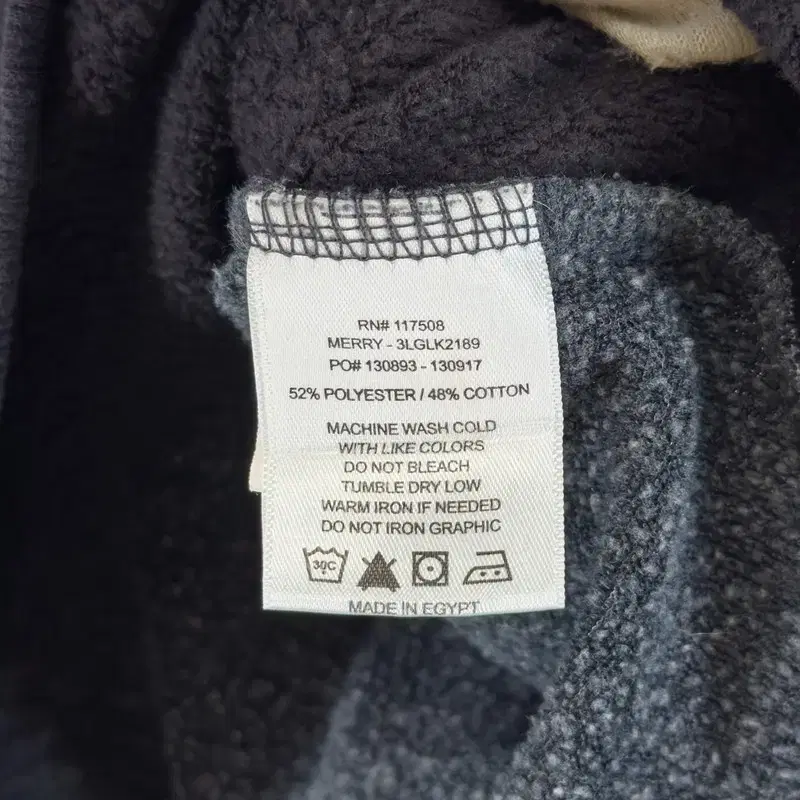 RN# 117508
MERRY - 3LGLK2189
PO# 130893 - 130917
52% POLYESTER / 48% COTTON
MACHINE WASH COLD
WITH LIKE COLORS
DO NOT BLEACH
TUMBLE DRY LOW
WARM IRON IF NEEDED
DO NOT IRON GRAPHIC
30C
MADE IN EGYPT